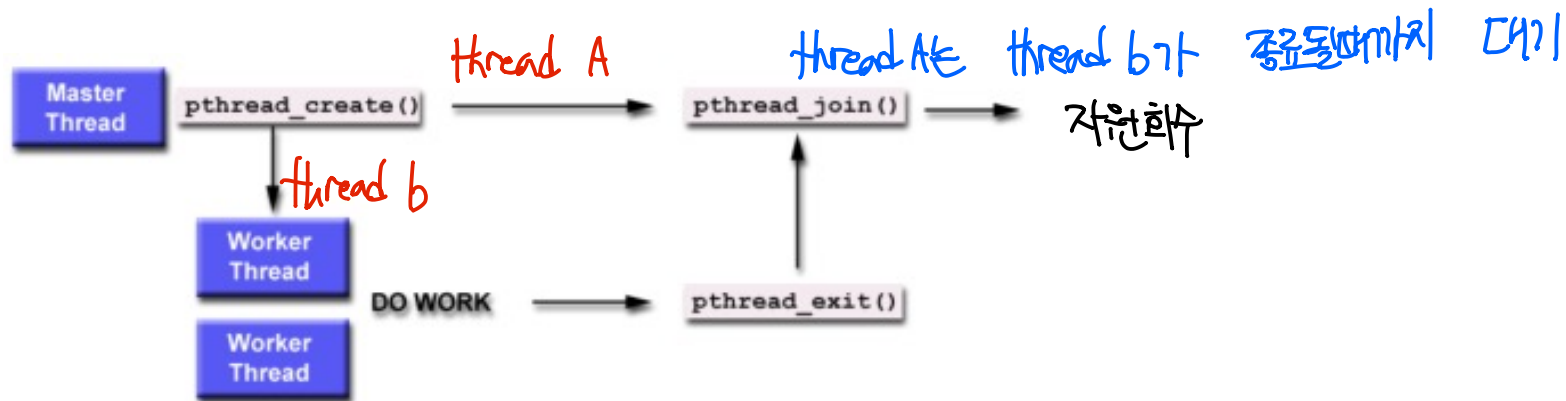 thread A
thread A는 thread b가 종료될때까지 대기
Master
Thread
pthread_create()
pthread_join()
자원회수
thread b
Worker
Thread
DO WORK
pthread_exit()
Worker
Thread